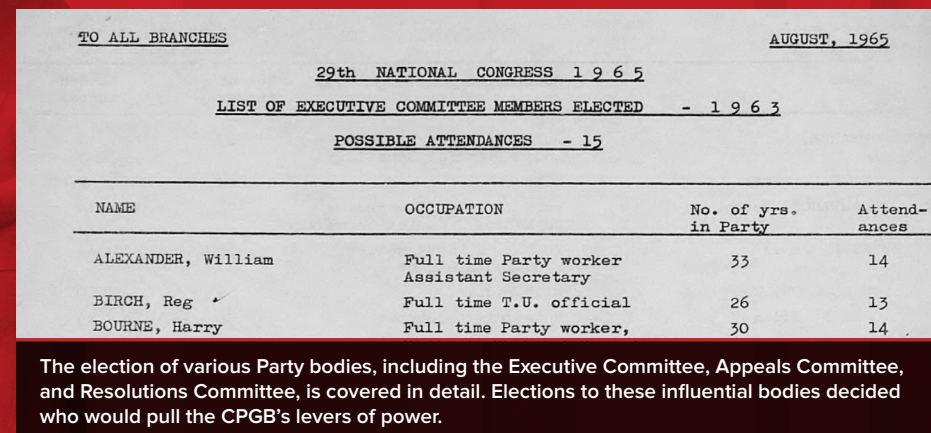 TO ALL BRANCHES AUGUST, 1965
29th NATIONAL CONGRESS 1 9 6 5
LIST OF EXECUTIVE COMMITTEE MEMBERS ELECTED - 1 9 6 3
POSSIBLE ATTENDANCES - 15
NAME OCCUPATION No. of yrs. in Party Attend-ances
ALEXANDER, William Full time Party worker 33 14
Assistant Secretary
BIRCH, Reg Full time T.U. official 26 13
BOURNE, Harry Full time Party worker, 30 14
The election of various Party bodies, including the Executive Committee, Appeals Committee,
and Resolutions Committee, is covered in detail. Elections to these influential bodies decided
who would pull the CPGB's levers of power.